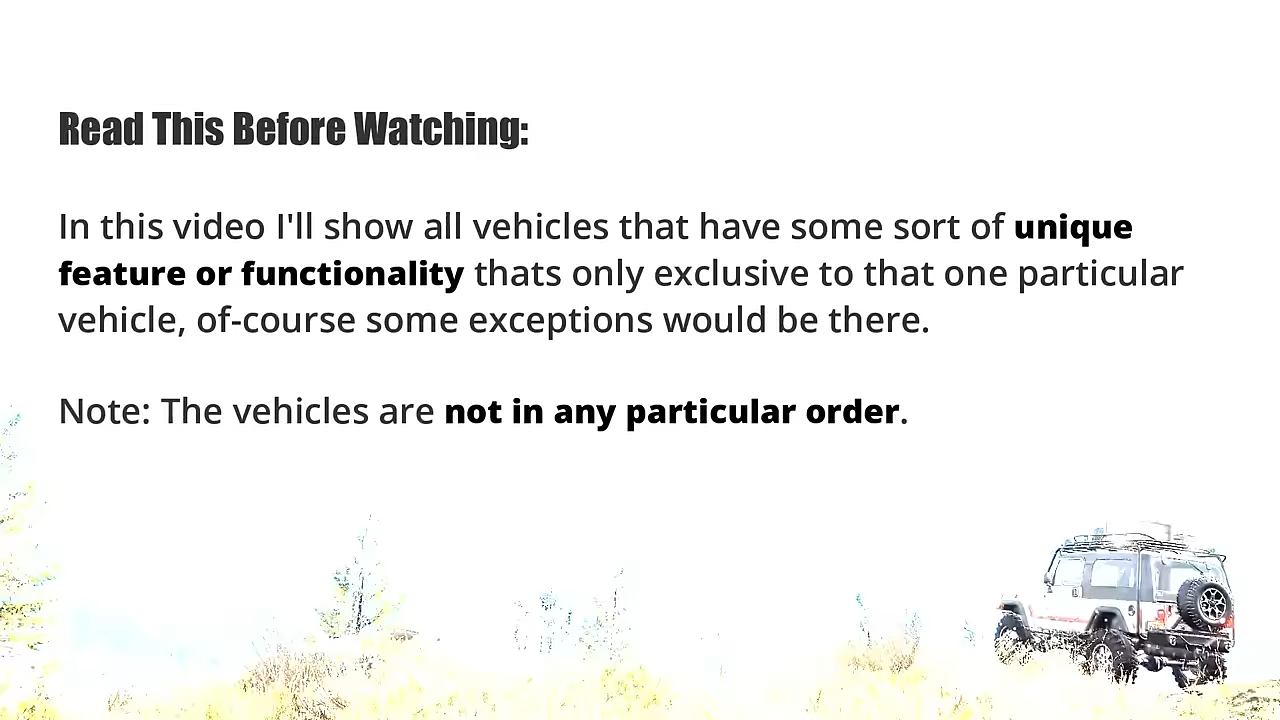 Read This Before Watching:
In this video I'll show all vehicles that have some sort of unique
feature or functionality thats only exclusive to that one particular
vehicle, of-course some exceptions would be there.
Note: The vehicles are not in any particular order.